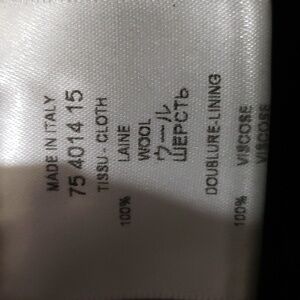 MADE IN ITALY
75 401415
TISSU - CLOTH
100% LAINE
WOOL
ウール
ШЕРСТЬ
DOUBLURE-LINING
100% VISCOSE
VISCOSE